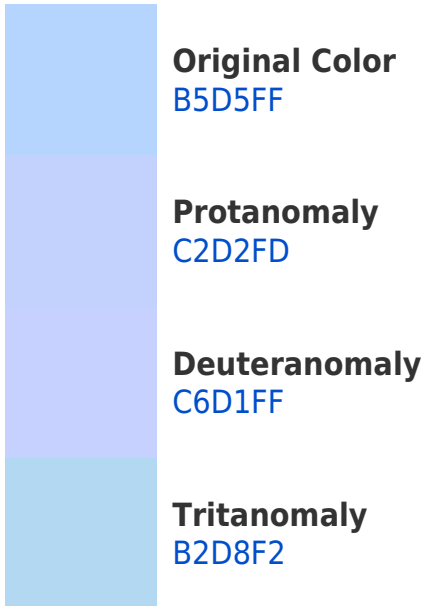 Original Color
B5D5FF
Protanomaly
C2D2FD
Deuteranomaly
C6D1FF
Tritanomaly
B2D8F2